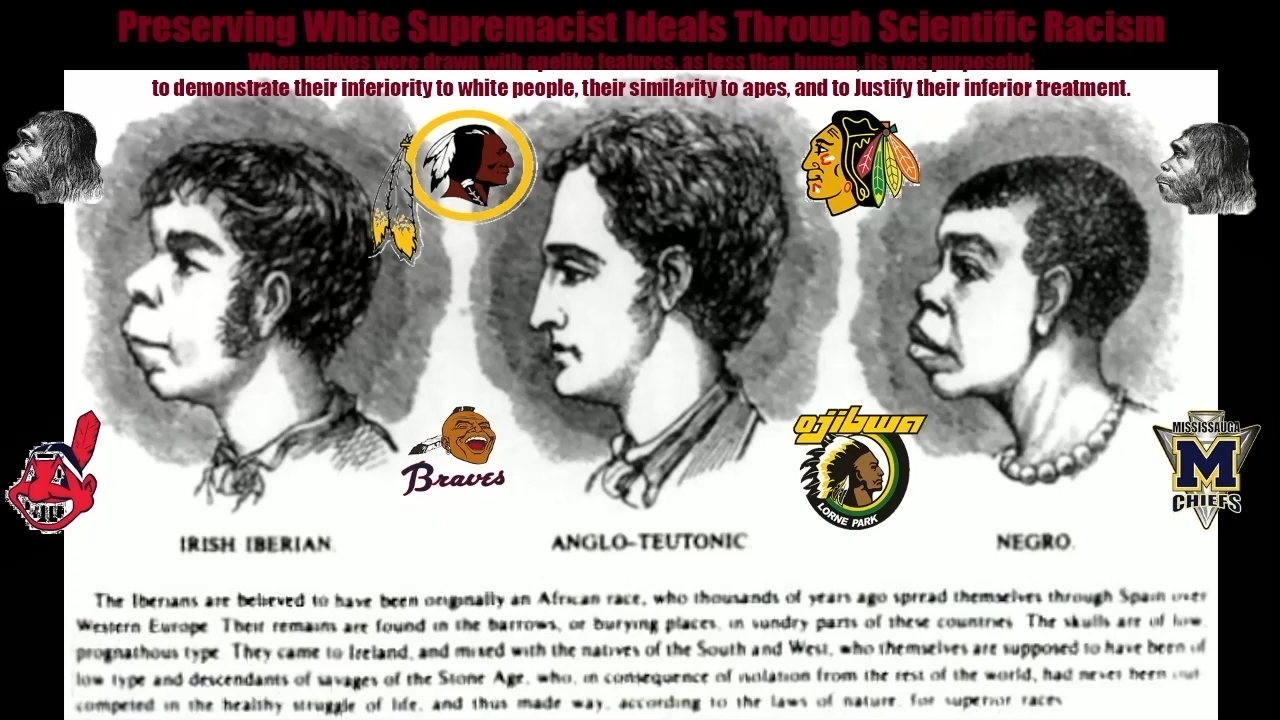 Preserving White Supremacist Ideals Through Scientific Racism
When natives were drawn with apelike features, as less than human, its was purposeful:
to demonstrate their inferiority to white people, their similarity to apes, and to Justify their inferior treatment.
Braves
Ojibwa
LORNE PARK
MISSISSAUGA
M
CHIEFS
IRISH IBERIAN
ANGLO-TEUTONIC
NEGRO.
The Iberians are believed to have been originally an African race, who thousands of years ago spread themselves through Spain over
Western Europe. Their remains are found in the barrows, or burying places, in sundry parts of these countries. The skulls are of low,
prognathous type. They came to Ireland, and mixed with the natives of the South and West, who themselves are supposed to have been of
low type and descendants of savages of the Stone Age, who, in consequence of isolation from the rest of the world, had never been out-
competed in the healthy struggle of life, and thus made way, according to the laws of nature, for superior races